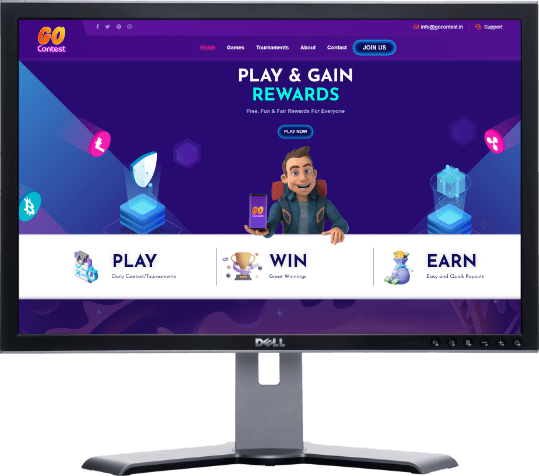 GO
Contest
info@gocontest.in
Support
Home
Games
Tournaments
About
Contact
JOIN US
PLAY & GAIN
REWARDS
Free, Fun & Fair Rewards For Everyone
PLAY NOW
GO
PLAY
Daily Contest/Tournaments
WIN
Great Winnings
EARN
Easy and Quick Payouts
DELL